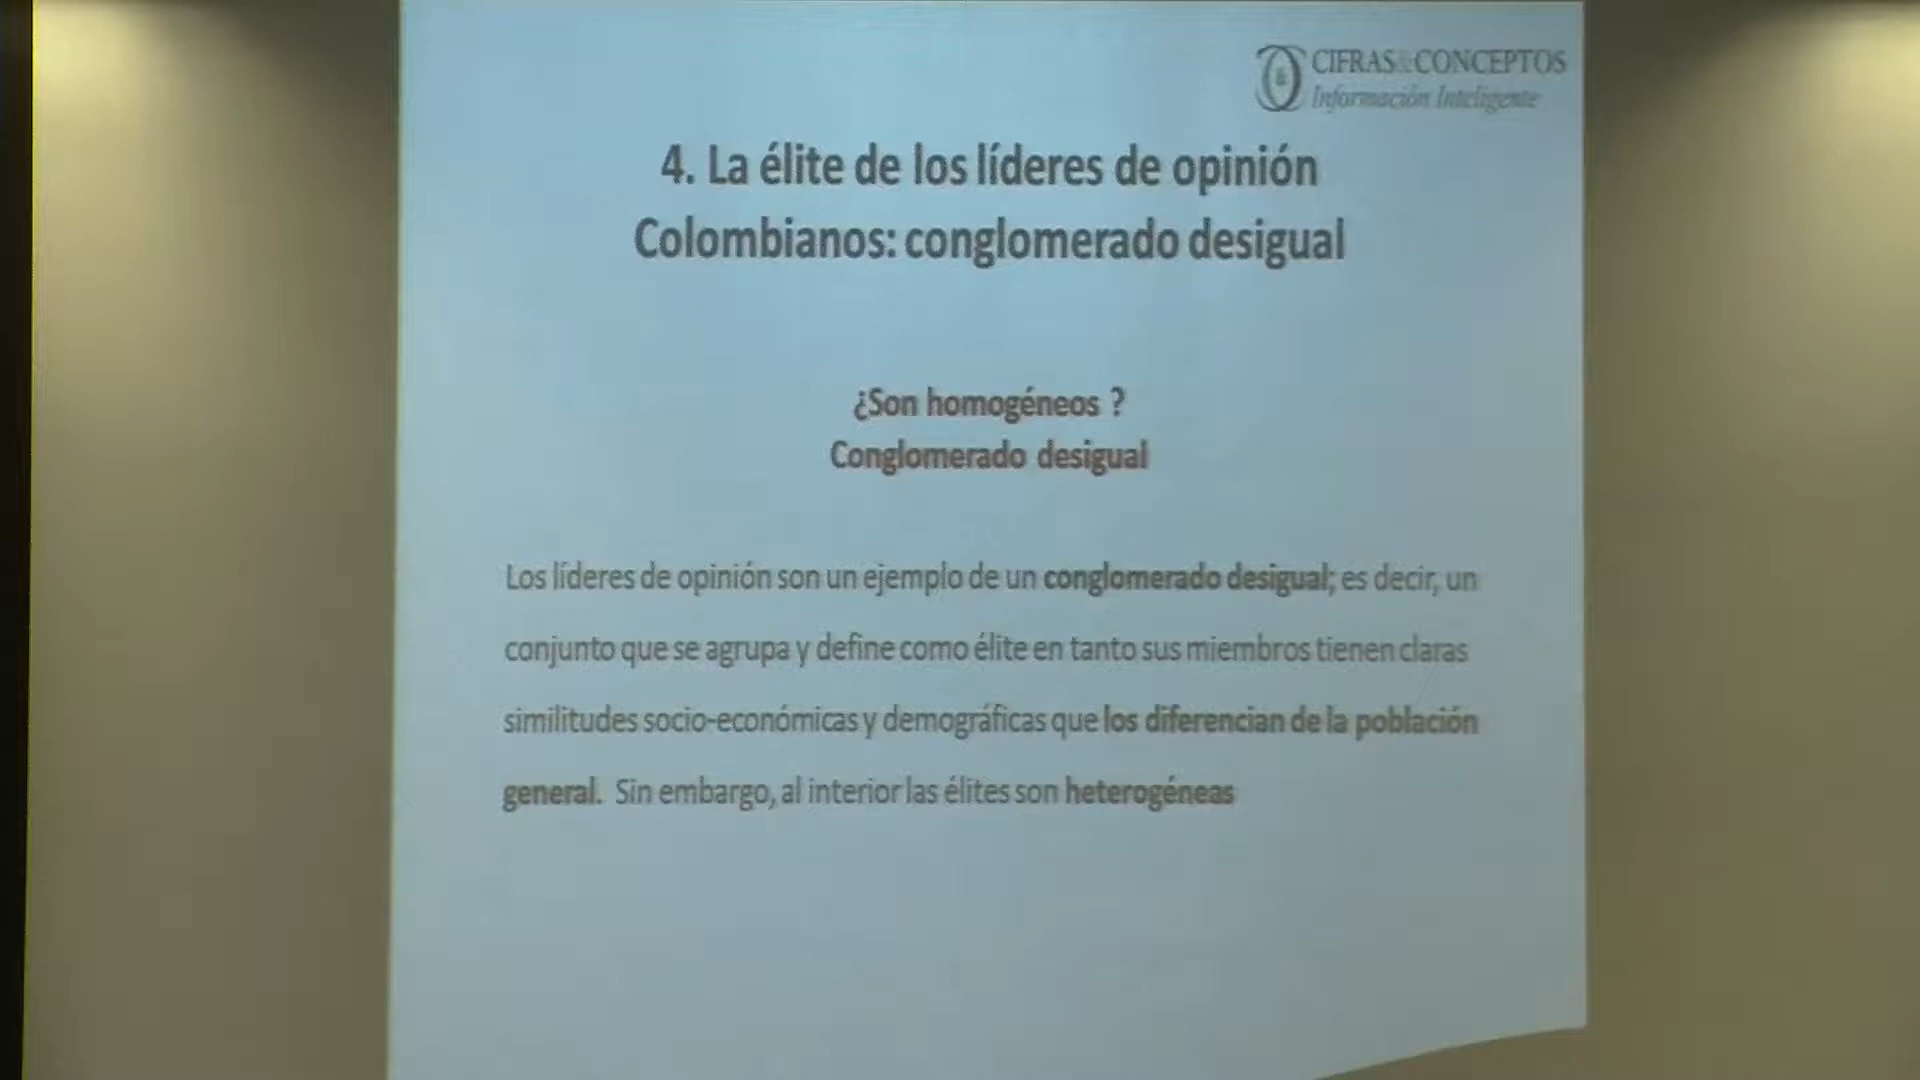 CIFRAS&CONCEPTOS
Información Inteligente
4. La élite de los líderes de opinión
Colombianos: conglomerado desigual
¿Son homogéneos ?
Conglomerado desigual
Los líderes de opinión son un ejemplo de un conglomerado desigual; es decir, un
conjunto que se agrupa y define como élite en tanto sus miembros tienen claras
similitudes socio-económicas y demográficas que los diferencian de la población
general. Sin embargo, al interior las élites son heterogéneas